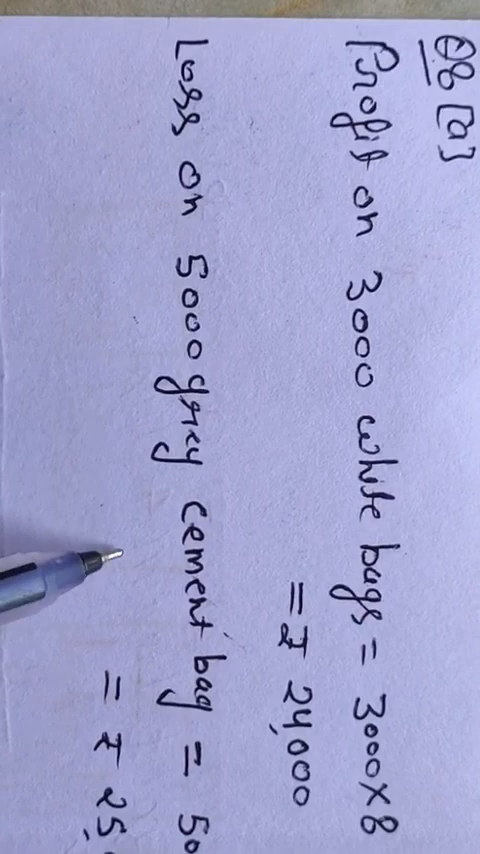 Q8 [a]
Profit on 3000 white bags = 3000 × 8
= ₹ 24,000
Loss on 5000 grey cement bag = 50
= ₹ 25,